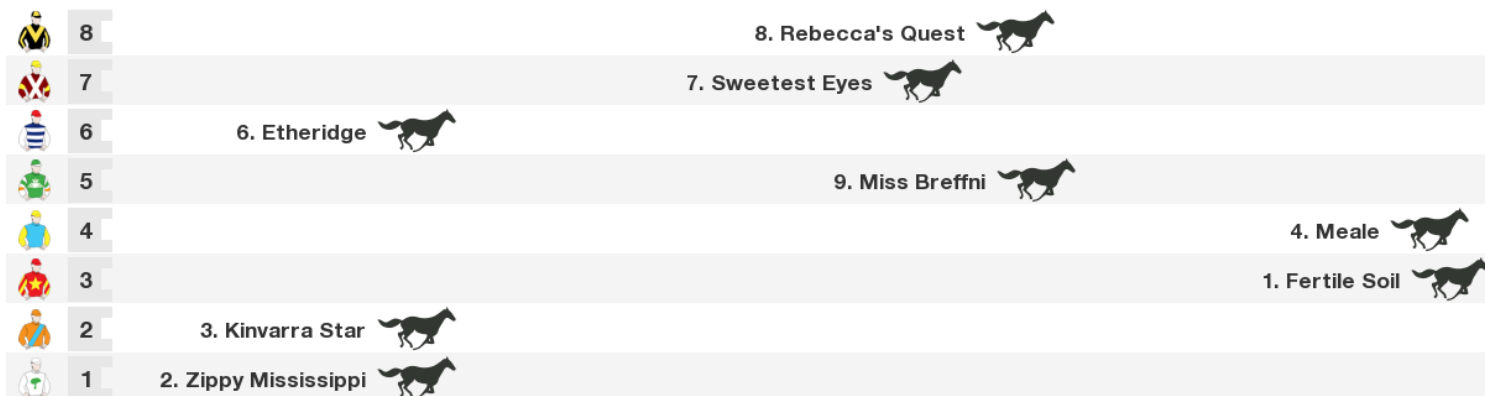 8 8. Rebecca's Quest
7 7. Sweetest Eyes
6 6. Etheridge
5 9. Miss Breffni
4 4. Meale
3 1. Fertile Soil
2 3. Kinvarra Star
1 2. Zippy Mississippi